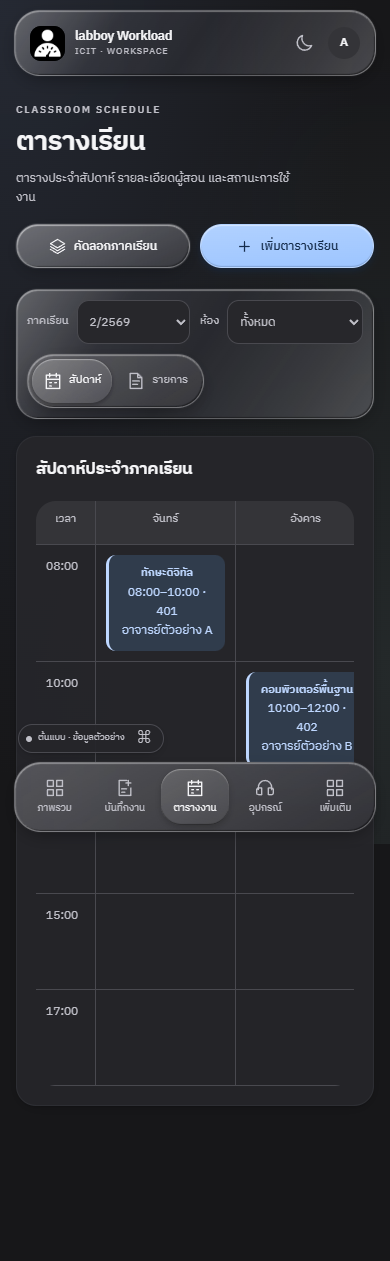 labboy Workload
ICIT · WORKSPACE
A
CLASSROOM SCHEDULE
ตารางเรียน
ตารางประจำสัปดาห์ รายละเอียดผู้สอน และสถานะการใช้
งาน
คัดลอกภาคเรียน
เพิ่มตารางเรียน
ภาคเรียน 2/2569 ห้อง ทั้งหมด
สัปดาห์ รายการ
สัปดาห์ประจำภาคเรียน
เวลา จันทร์ อังคาร
08:00
ทักษะดิจิทัล
08:00–10:00 ·
401
อาจารย์ตัวอย่าง A
10:00
คอมพิวเตอร์พื้นฐาน
10:00–12:00 ·
402
อาจารย์ตัวอย่าง B
ต้นแบบ · ข้อมูลตัวอย่าง ⌘
ภาพรวม บันทึกงาน ตารางงาน อุปกรณ์ เพิ่มเติม
15:00
17:00